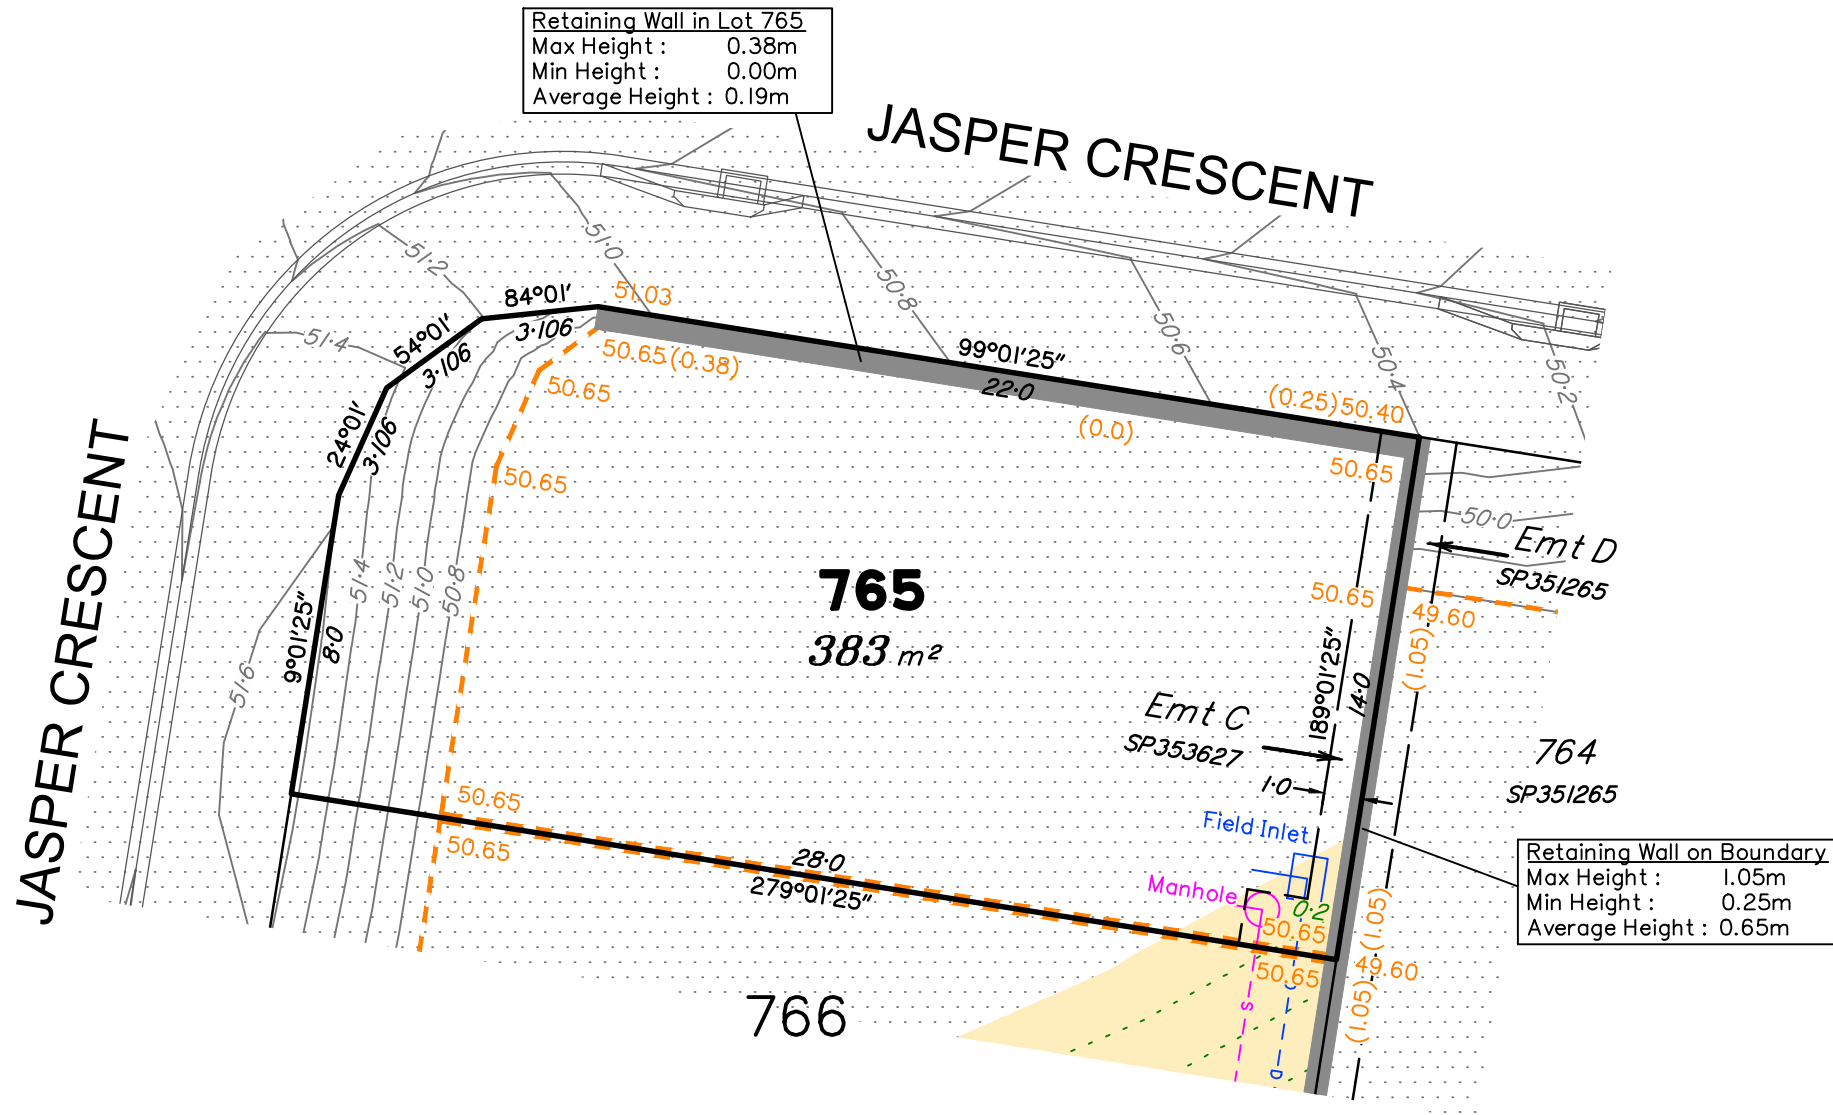 Retaining Wall in Lot 765
Max Height : 0.38m
Min Height : 0.00m
Average Height : 0.19m
JASPER CRESCENT
51·0
51·2
51·4
50·8
50·6
50·4
50·2
84°01'
3·106
51.03
54°01'
3·106
50.65 (0.38)
50.65
99°01'25"
22·0
(0.25) 50.40
(0.0)
50.65
24°01'
3·106
50.65
50·0
Emt D
SP351265
JASPER CRESCENT
51·4
51·2
51·0
50·8
765
383 m²
50.65
49.60
(1.05)
9°01'25"
8·0
51·6
189°01'25"
14·0
Emt C
SP353627
1·0
764
SP351265
50.65
50.65
Field Inlet
Retaining Wall on Boundary
Max Height : 1.05m
Min Height : 0.25m
Average Height : 0.65m
28·0
279°01'25"
Manhole
0·2
50.65
(1.05)
50.65
49.60
(1.05)
S
D
766